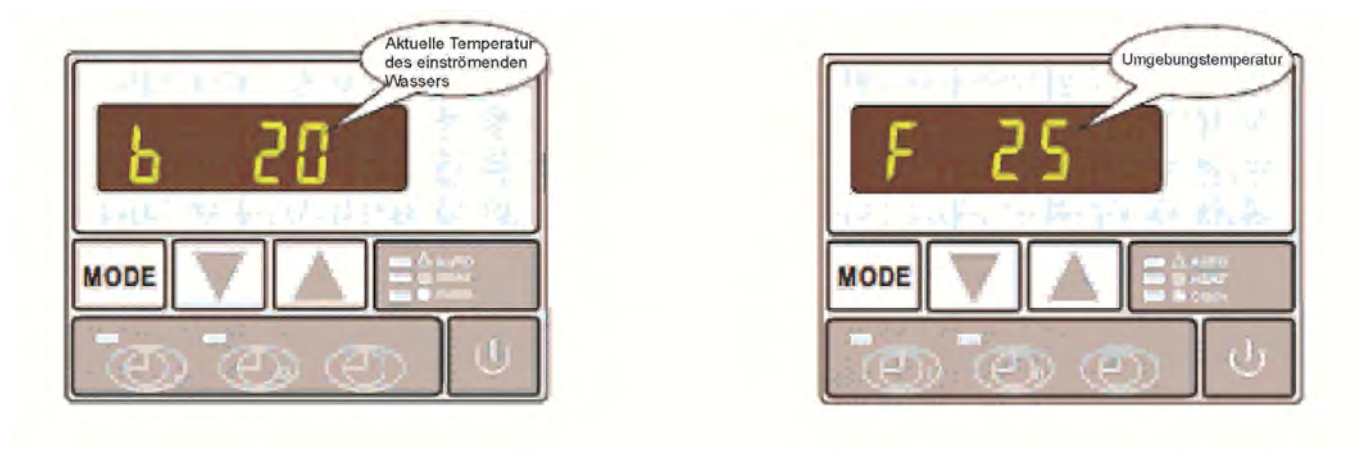 Aktuelle Temperatur
des einströmenden
Wassers
b 20
MODE
Umgebungstemperatur
F 25
MODE